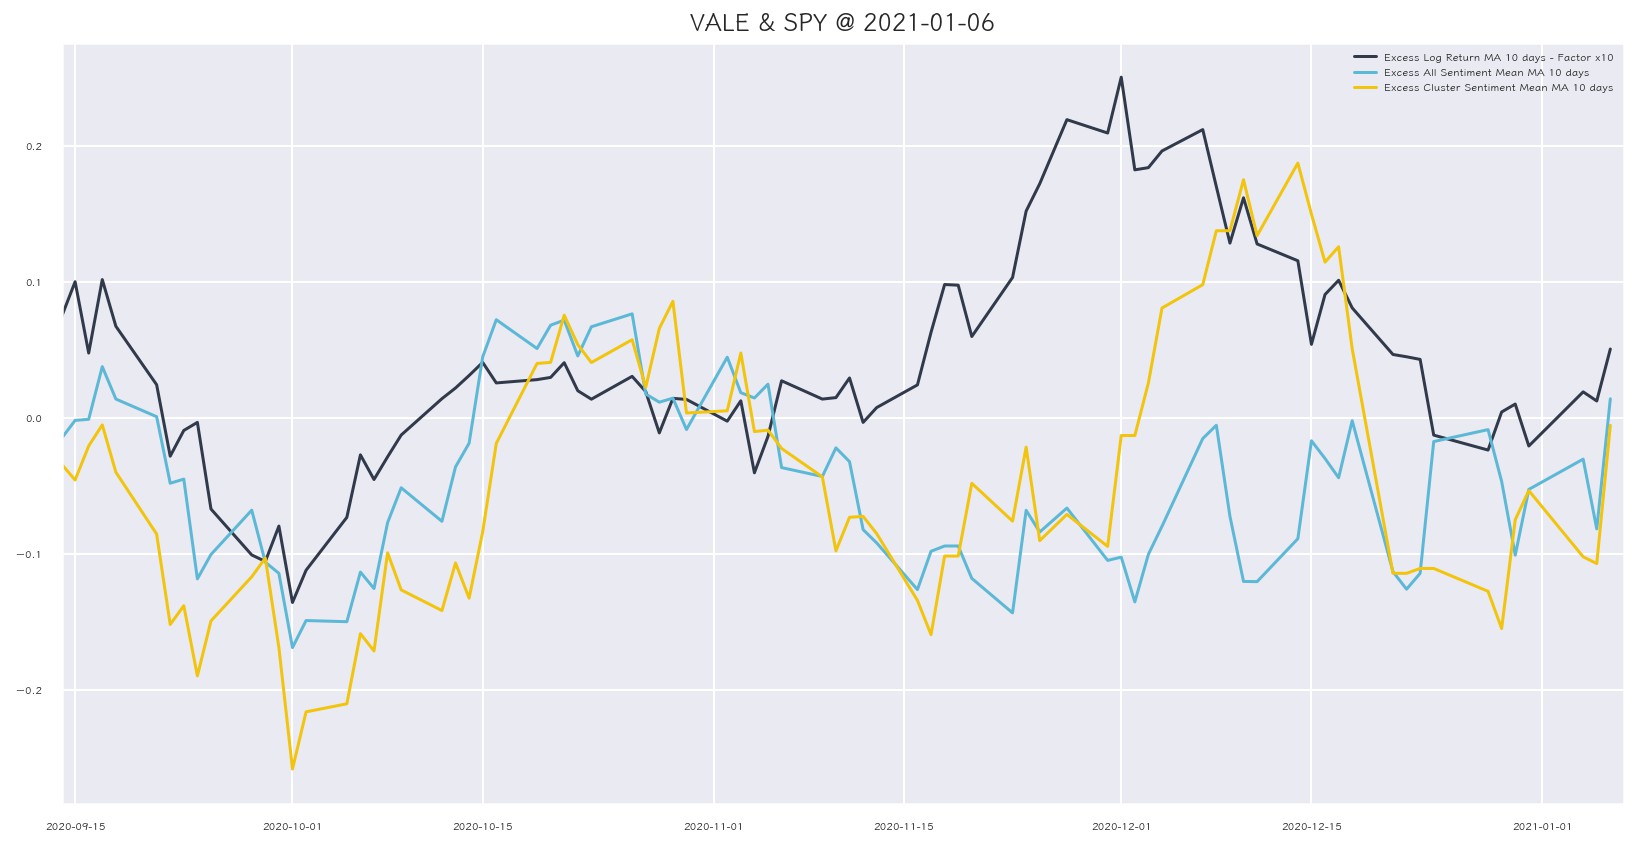 VALE & SPY @ 2021-01-06
Excess Log Return MA 10 days - Factor x10
Excess All Sentiment Mean MA 10 days
Excess Cluster Sentiment Mean MA 10 days
0.2
0.1
0.0
−0.1
−0.2
2020-09-15 2020-10-01 2020-10-15 2020-11-01 2020-11-15 2020-12-01 2020-12-15 2021-01-01